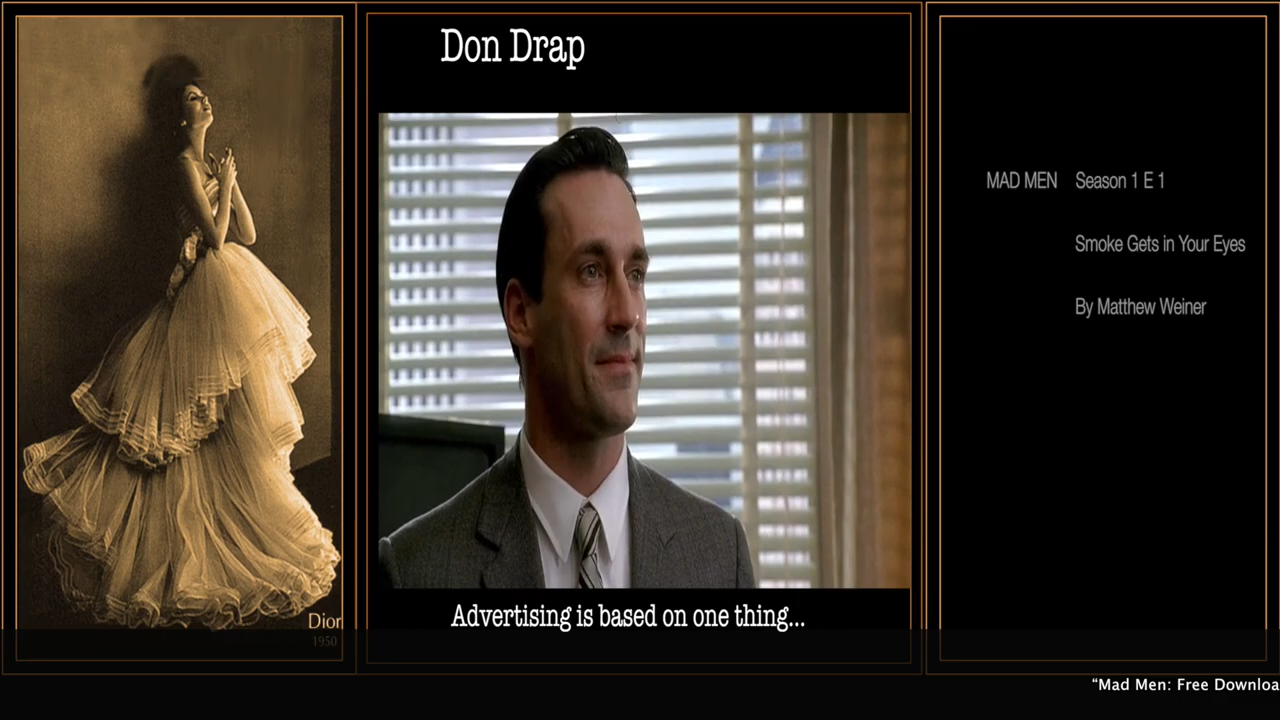 Don Drap
Dior
1950
Advertising is based on one thing...
MAD MEN Season 1 E 1
Smoke Gets in Your Eyes
By Matthew Weiner
“Mad Men: Free Downloa